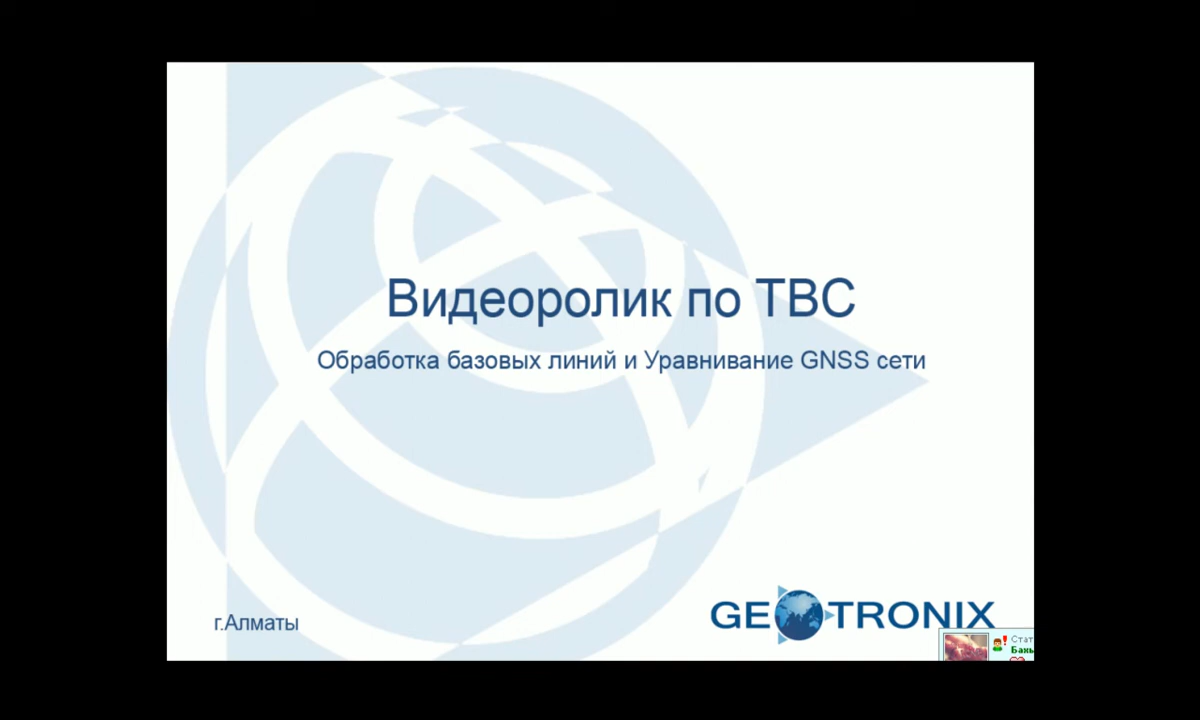 Видеоролик по ТВС
Обработка базовых линий и Уравнивание GNSS сети
г.Алматы
GEOTRONIX